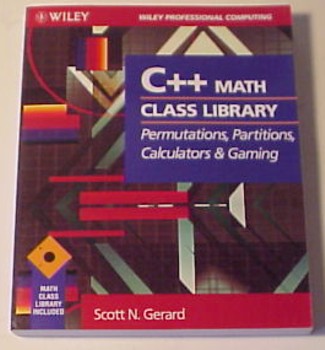 WILEY
WILEY PROFESSIONAL COMPUTING
C++ MATH
CLASS LIBRARY
Permutations, Partitions,
Calculators & Gaming
MATH
CLASS
LIBRARY
INCLUDED
Scott N. Gerard